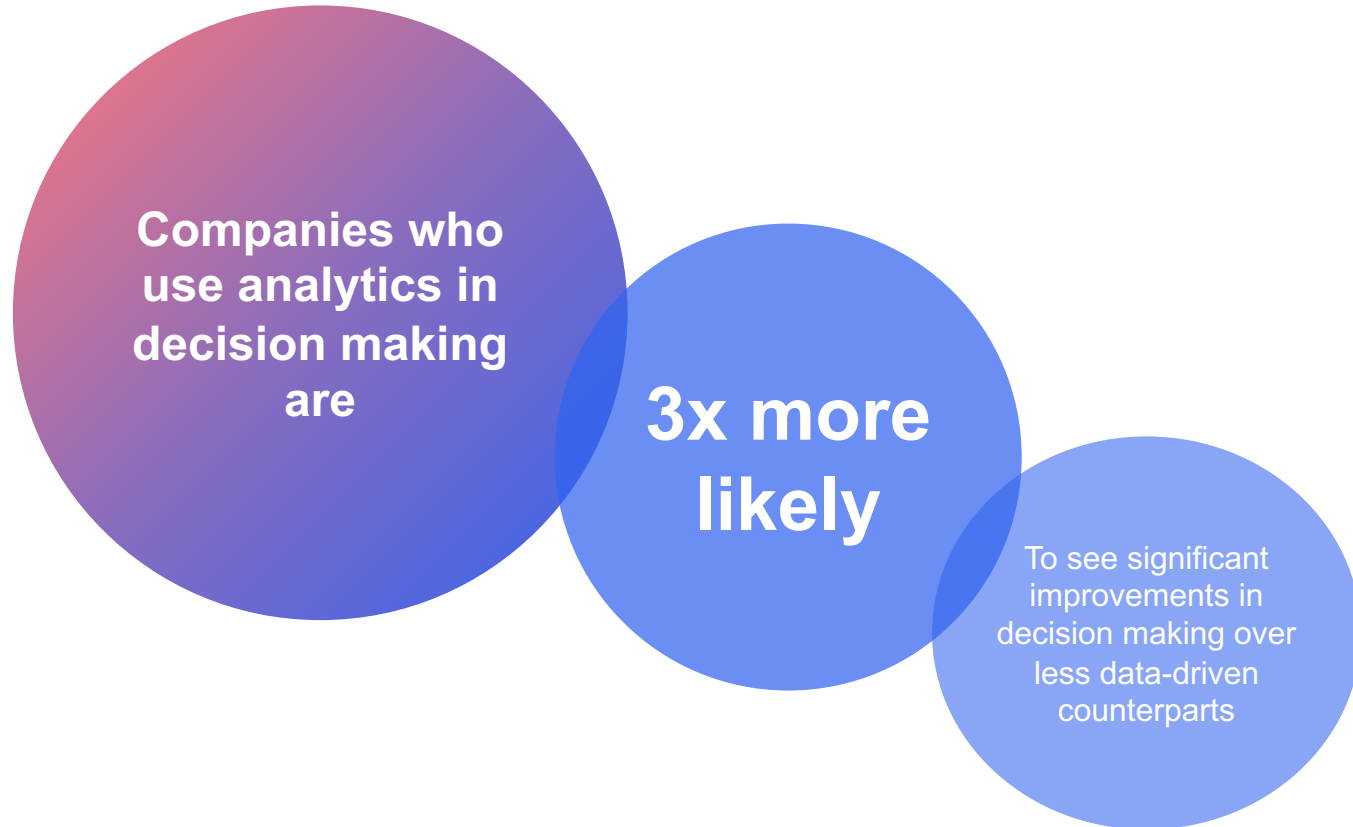 Companies who
use analytics in
decision making
are
3x more
likely
To see significant
improvements in
decision making over
less data-driven
counterparts